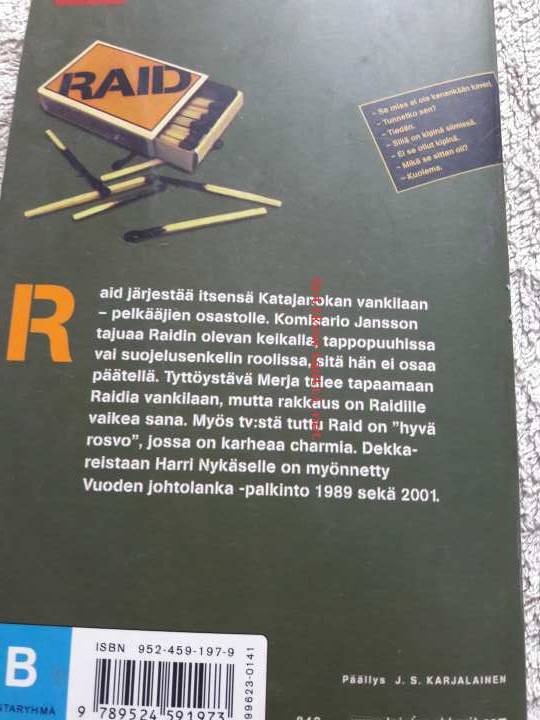 RAID
– Se mies ei ole kenenkään kaveri.
– Tunnetko sen?
– Tiedän.
– Sillä on kipinä silmissä.
– Ei se ollut kipinä.
– Mikä se sitten oli?
– Kuolema.
Raid järjestää itsensä Katajanokan vankilaan
– pelkääjien osastolle. Komisario Jansson
tajuaa Raidin olevan keikalla, tappopuuhissa
vai suojelusenkelin roolissa, sitä hän ei osaa
päätellä. Tyttöystävä Merja tulee tapaamaan
Raidia vankilaan, mutta rakkaus on Raidille
vaikea sana. Myös tv:stä tuttu Raid on ”hyvä
rosvo”, jossa on karheaa charmia. Dekka-
reistaan Harri Nykäselle on myönnetty
Vuoden johtolanka -palkinto 1989 sekä 2001.
B
ISBN 952-459-197-9
9 789524 591973
99623-0141
Päällys J. S. KARJALAINEN